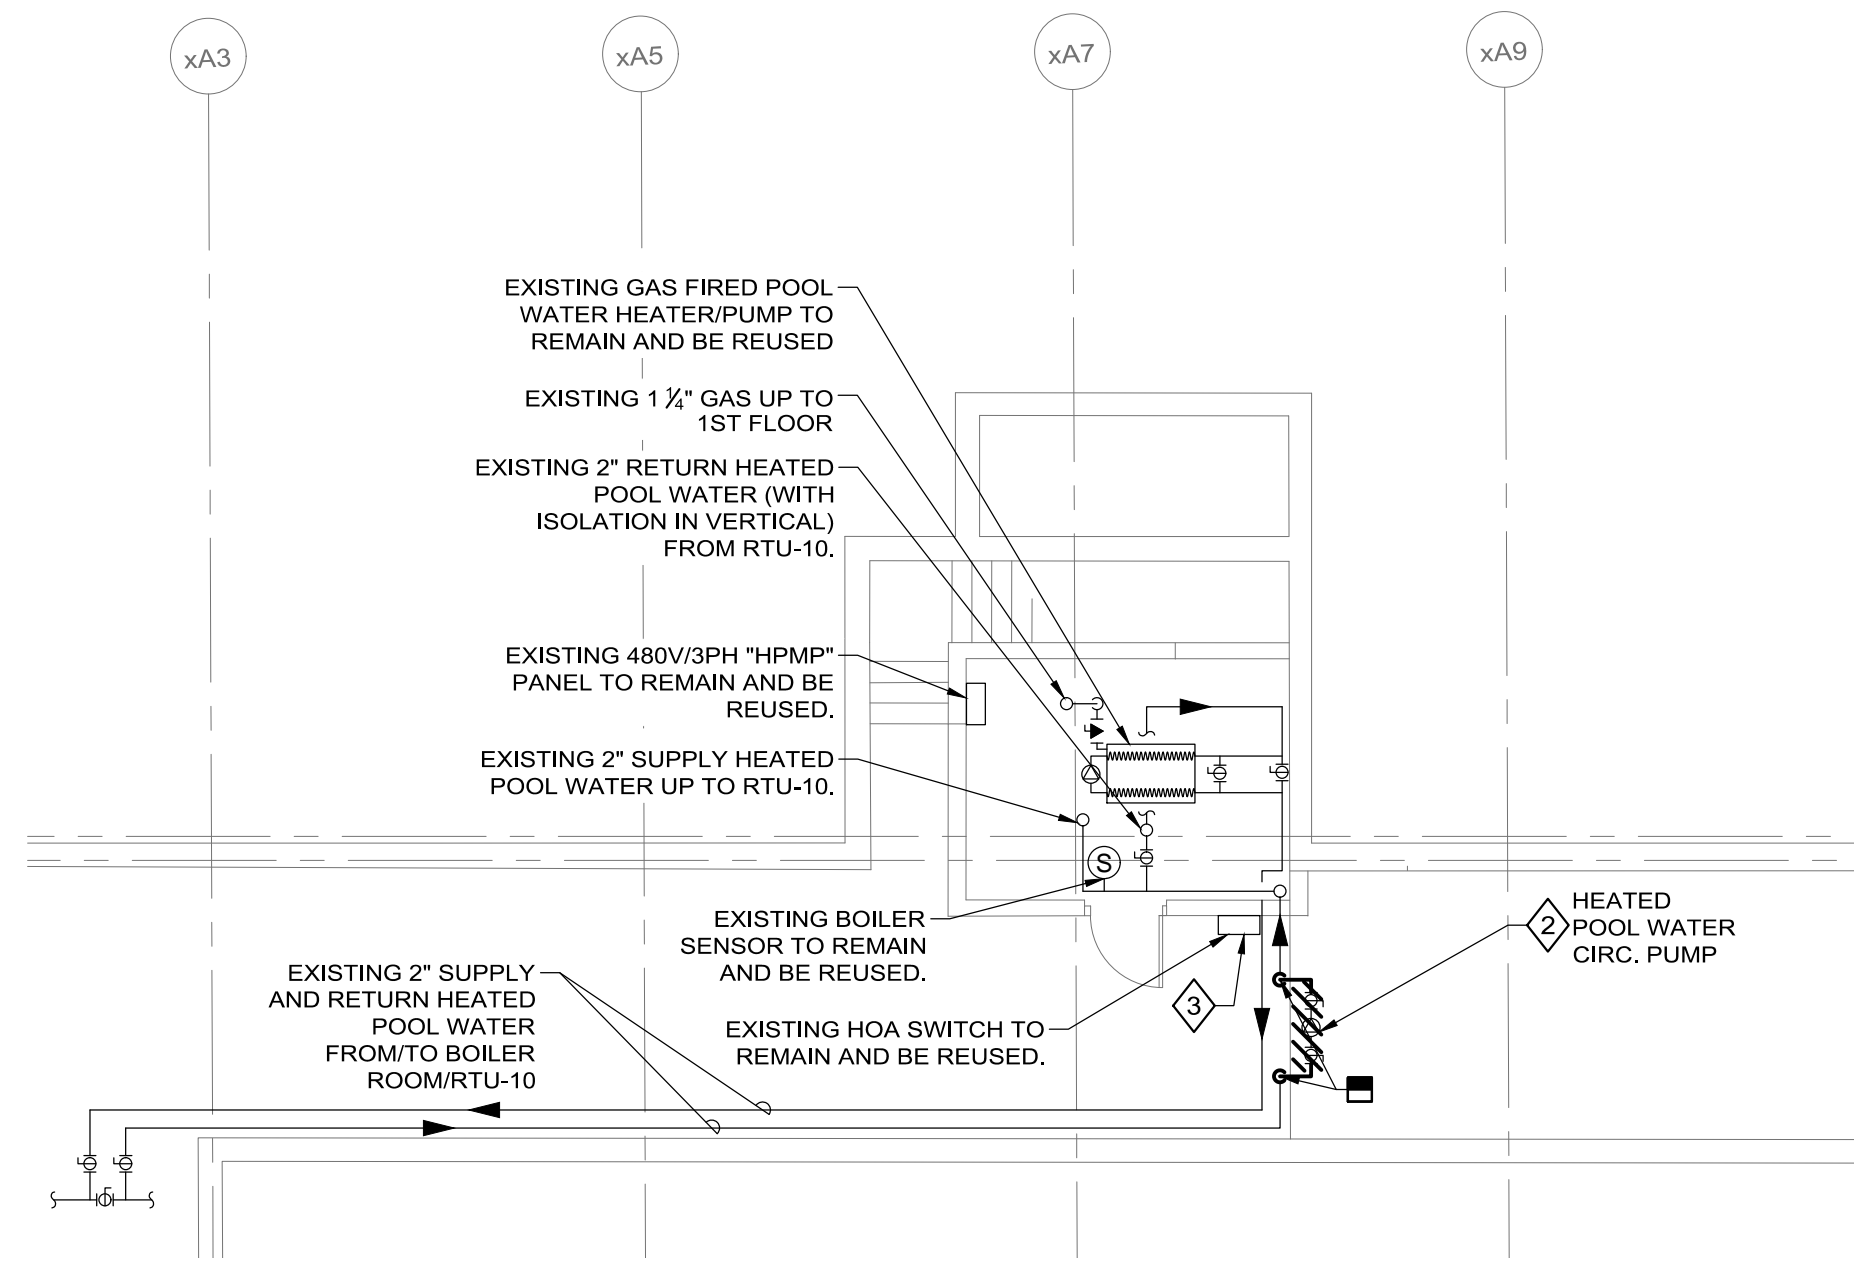 xA3
xA5
xA7
xA9
EXISTING GAS FIRED POOL
WATER HEATER/PUMP TO
REMAIN AND BE REUSED
EXISTING 1 ¼" GAS UP TO
1ST FLOOR
EXISTING 2" RETURN HEATED
POOL WATER (WITH
ISOLATION IN VERTICAL)
FROM RTU-10.
EXISTING 480V/3PH "HPMP"
PANEL TO REMAIN AND BE
REUSED.
EXISTING 2" SUPPLY HEATED
POOL WATER UP TO RTU-10.
S
EXISTING BOILER
SENSOR TO REMAIN
AND BE REUSED.
2
HEATED
POOL WATER
CIRC. PUMP
EXISTING 2" SUPPLY
AND RETURN HEATED
POOL WATER
FROM/TO BOILER
ROOM/RTU-10
3
EXISTING HOA SWITCH TO
REMAIN AND BE REUSED.